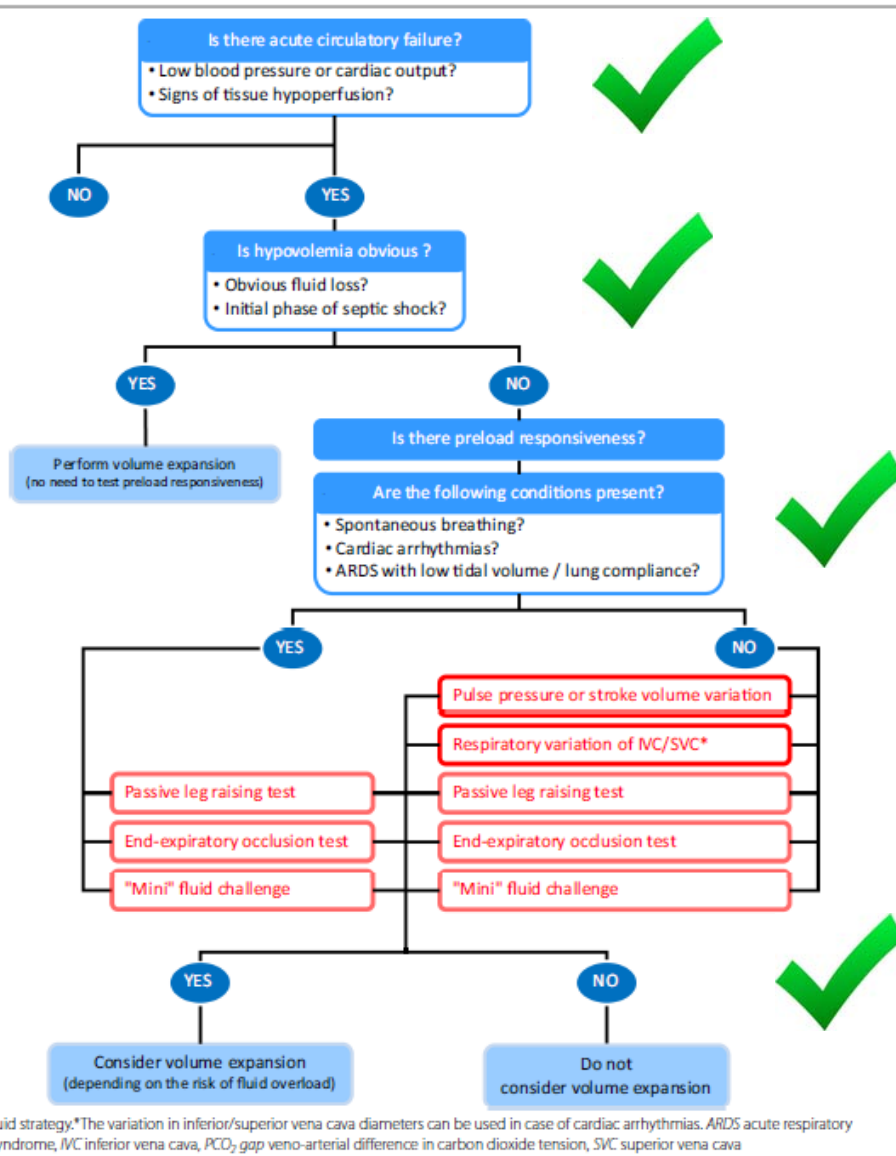 Is there acute circulatory failure?
• Low blood pressure or cardiac output?
• Signs of tissue hypoperfusion?
NO
YES
Is hypovolemia obvious ?
• Obvious fluid loss?
• Initial phase of septic shock?
YES
NO
Perform volume expansion
(no need to test preload responsiveness)
Is there preload responsiveness?
Are the following conditions present?
• Spontaneous breathing?
• Cardiac arrhythmias?
• ARDS with low tidal volume / lung compliance?
YES
NO
Pulse pressure or stroke volume variation
Respiratory variation of IVC/SVC*
Passive leg raising test
Passive leg raising test
End-expiratory occlusion test
End-expiratory occlusion test
"Mini" fluid challenge
"Mini" fluid challenge
YES
NO
Consider volume expansion
(depending on the risk of fluid overload)
Do not
consider volume expansion
uid strategy.*The variation in inferior/superior vena cava diameters can be used in case of cardiac arrhythmias. ARDS acute respiratory
yndrome, IVC inferior vena cava, PCO₂ gap veno-arterial difference in carbon dioxide tension, SVC superior vena cava